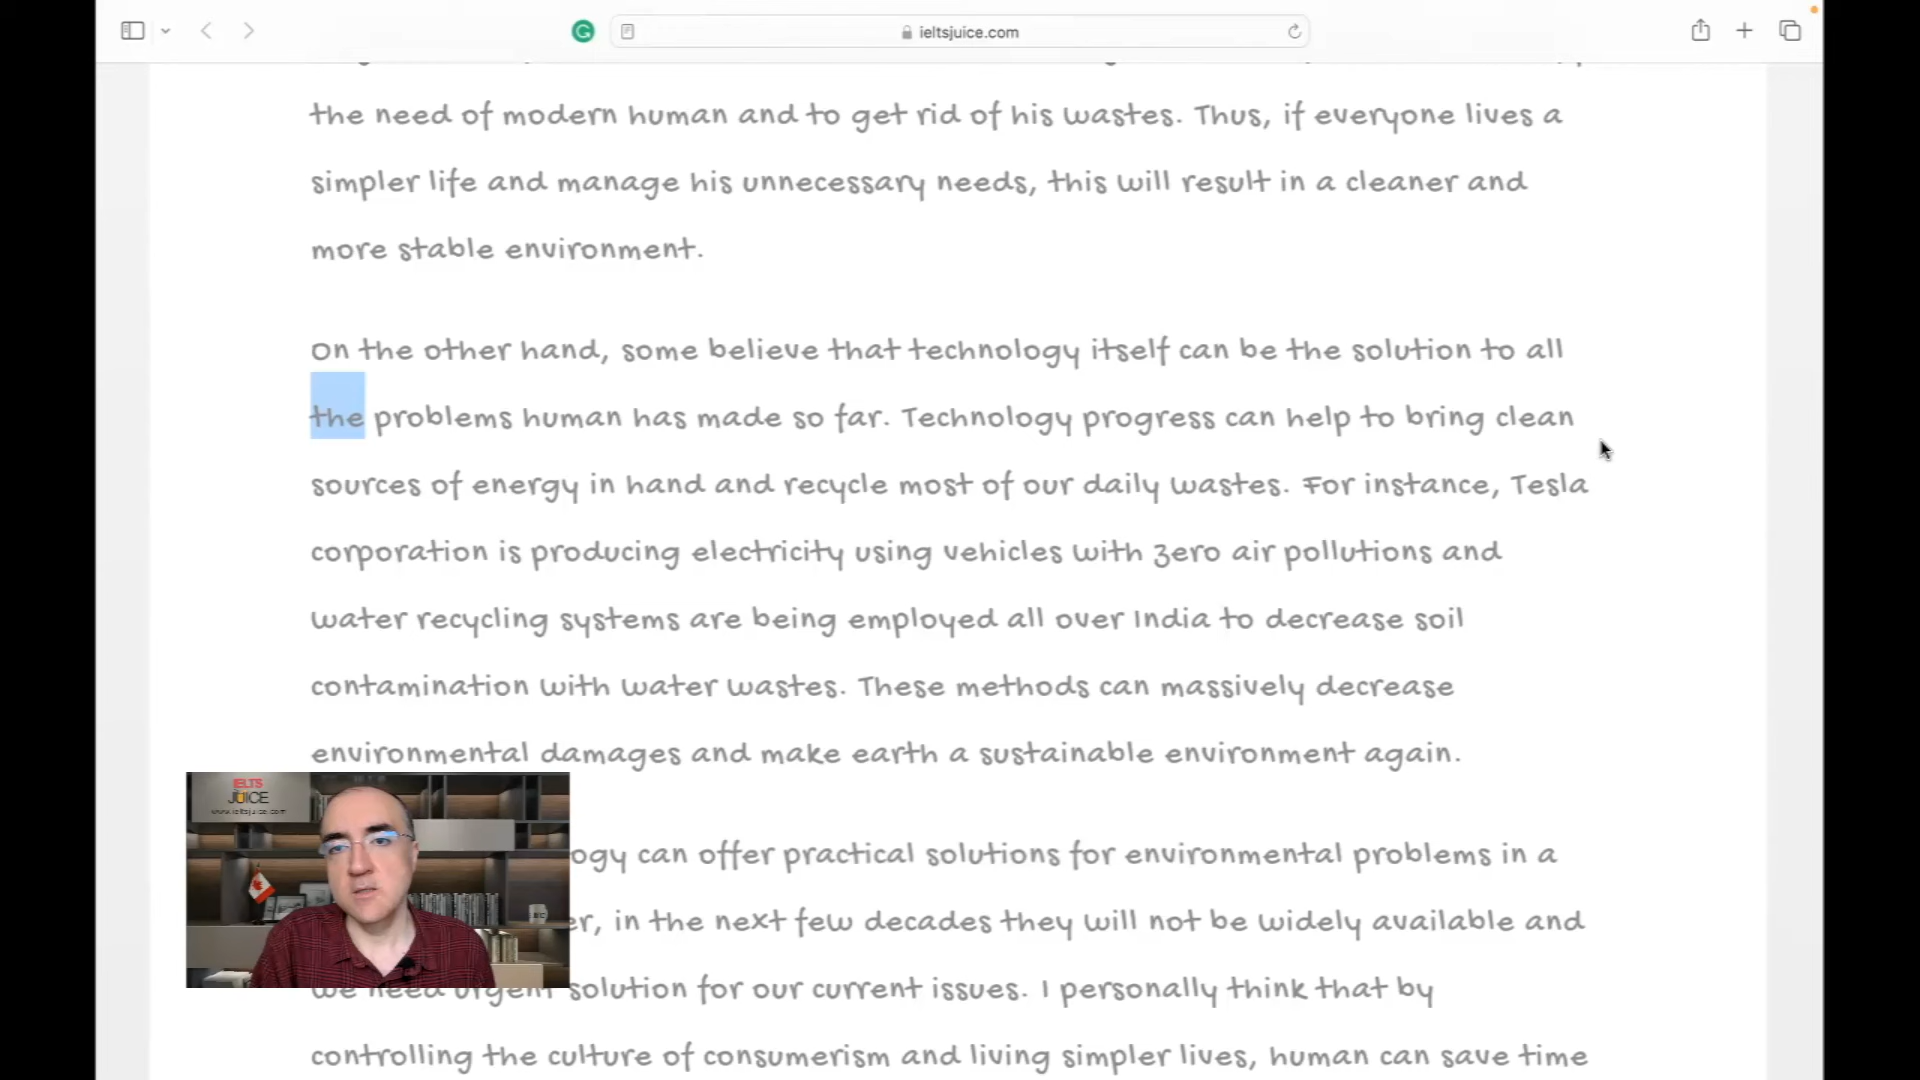 ieltsjuice.com
the need of modern human and to get rid of his wastes. Thus, if everyone lives a
simpler life and manage his unnecessary needs, this will result in a cleaner and
more stable environment.
On the other hand, some believe that technology itself can be the solution to all
the problems human has made so far. Technology progress can help to bring clean
sources of energy in hand and recycle most of our daily wastes. For instance, Tesla
corporation is producing electricity using vehicles with zero air pollutions and
water recycling systems are being employed all over India to decrease soil
contamination with water wastes. These methods can massively decrease
environmental damages and make earth a sustainable environment again.
IELTS
JUICE
www.ieltsjuice.com
ogy can offer practical solutions for environmental problems in a
er, in the next few decades they will not be widely available and
we need urgent solution for our current issues. I personally think that by
controlling the culture of consumerism and living simpler lives, human can save time